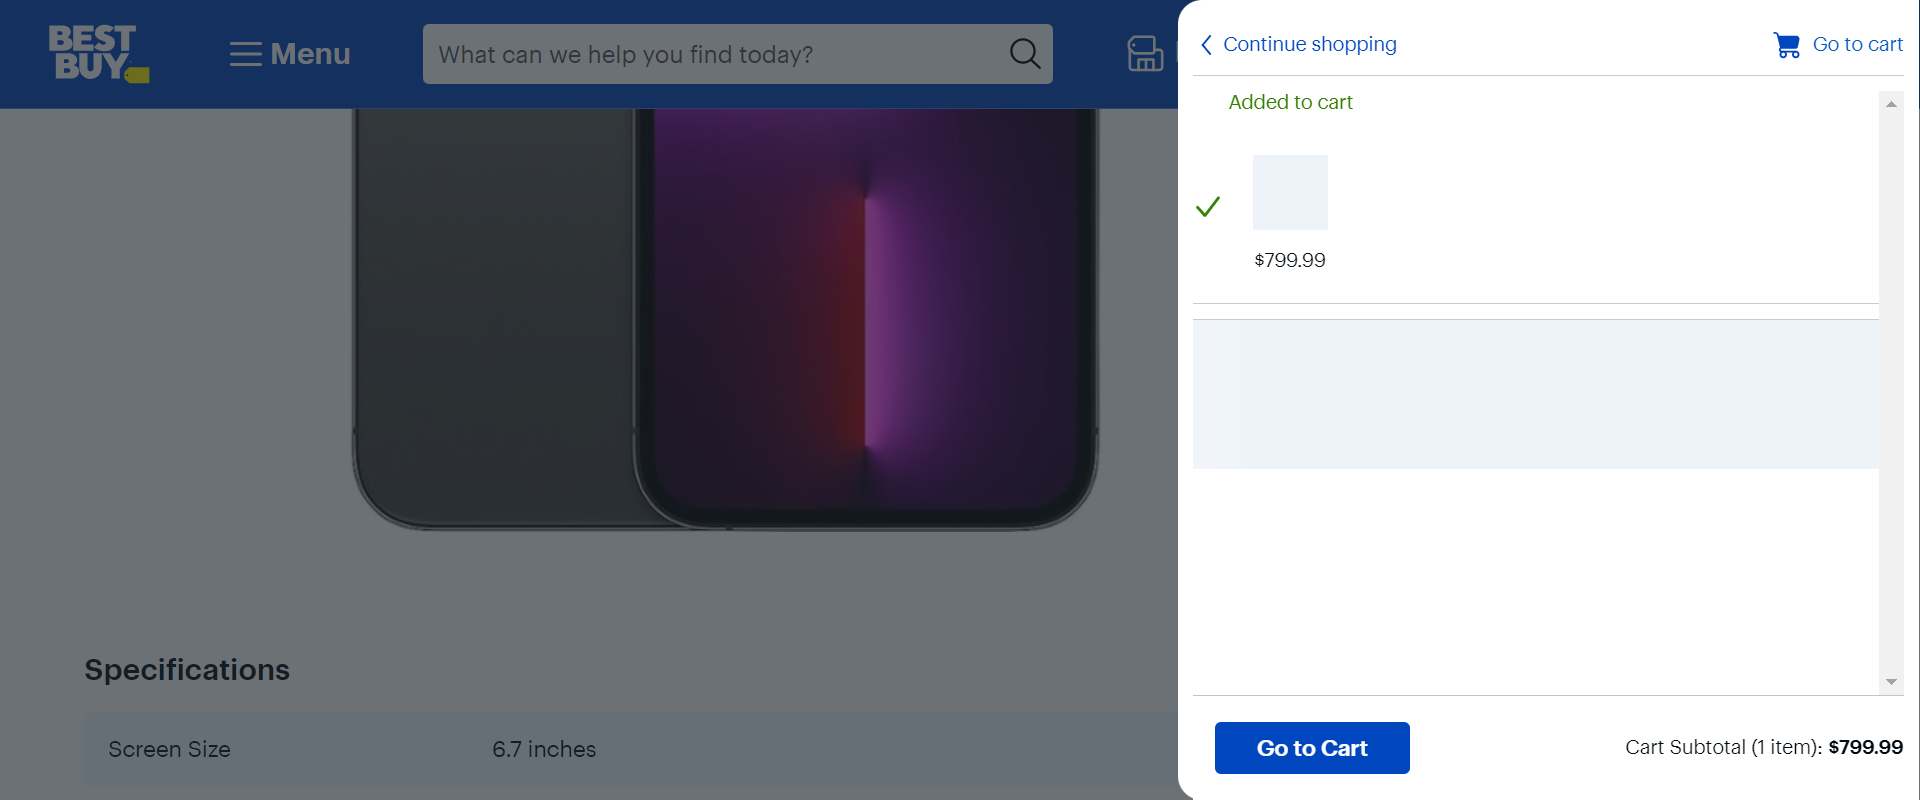 BEST
BUY
Menu
What can we help you find today?
Continue shopping
Go to cart
Added to cart
$799.99
Specifications
Screen Size
6.7 inches
Go to Cart
Cart Subtotal (1 item): $799.99